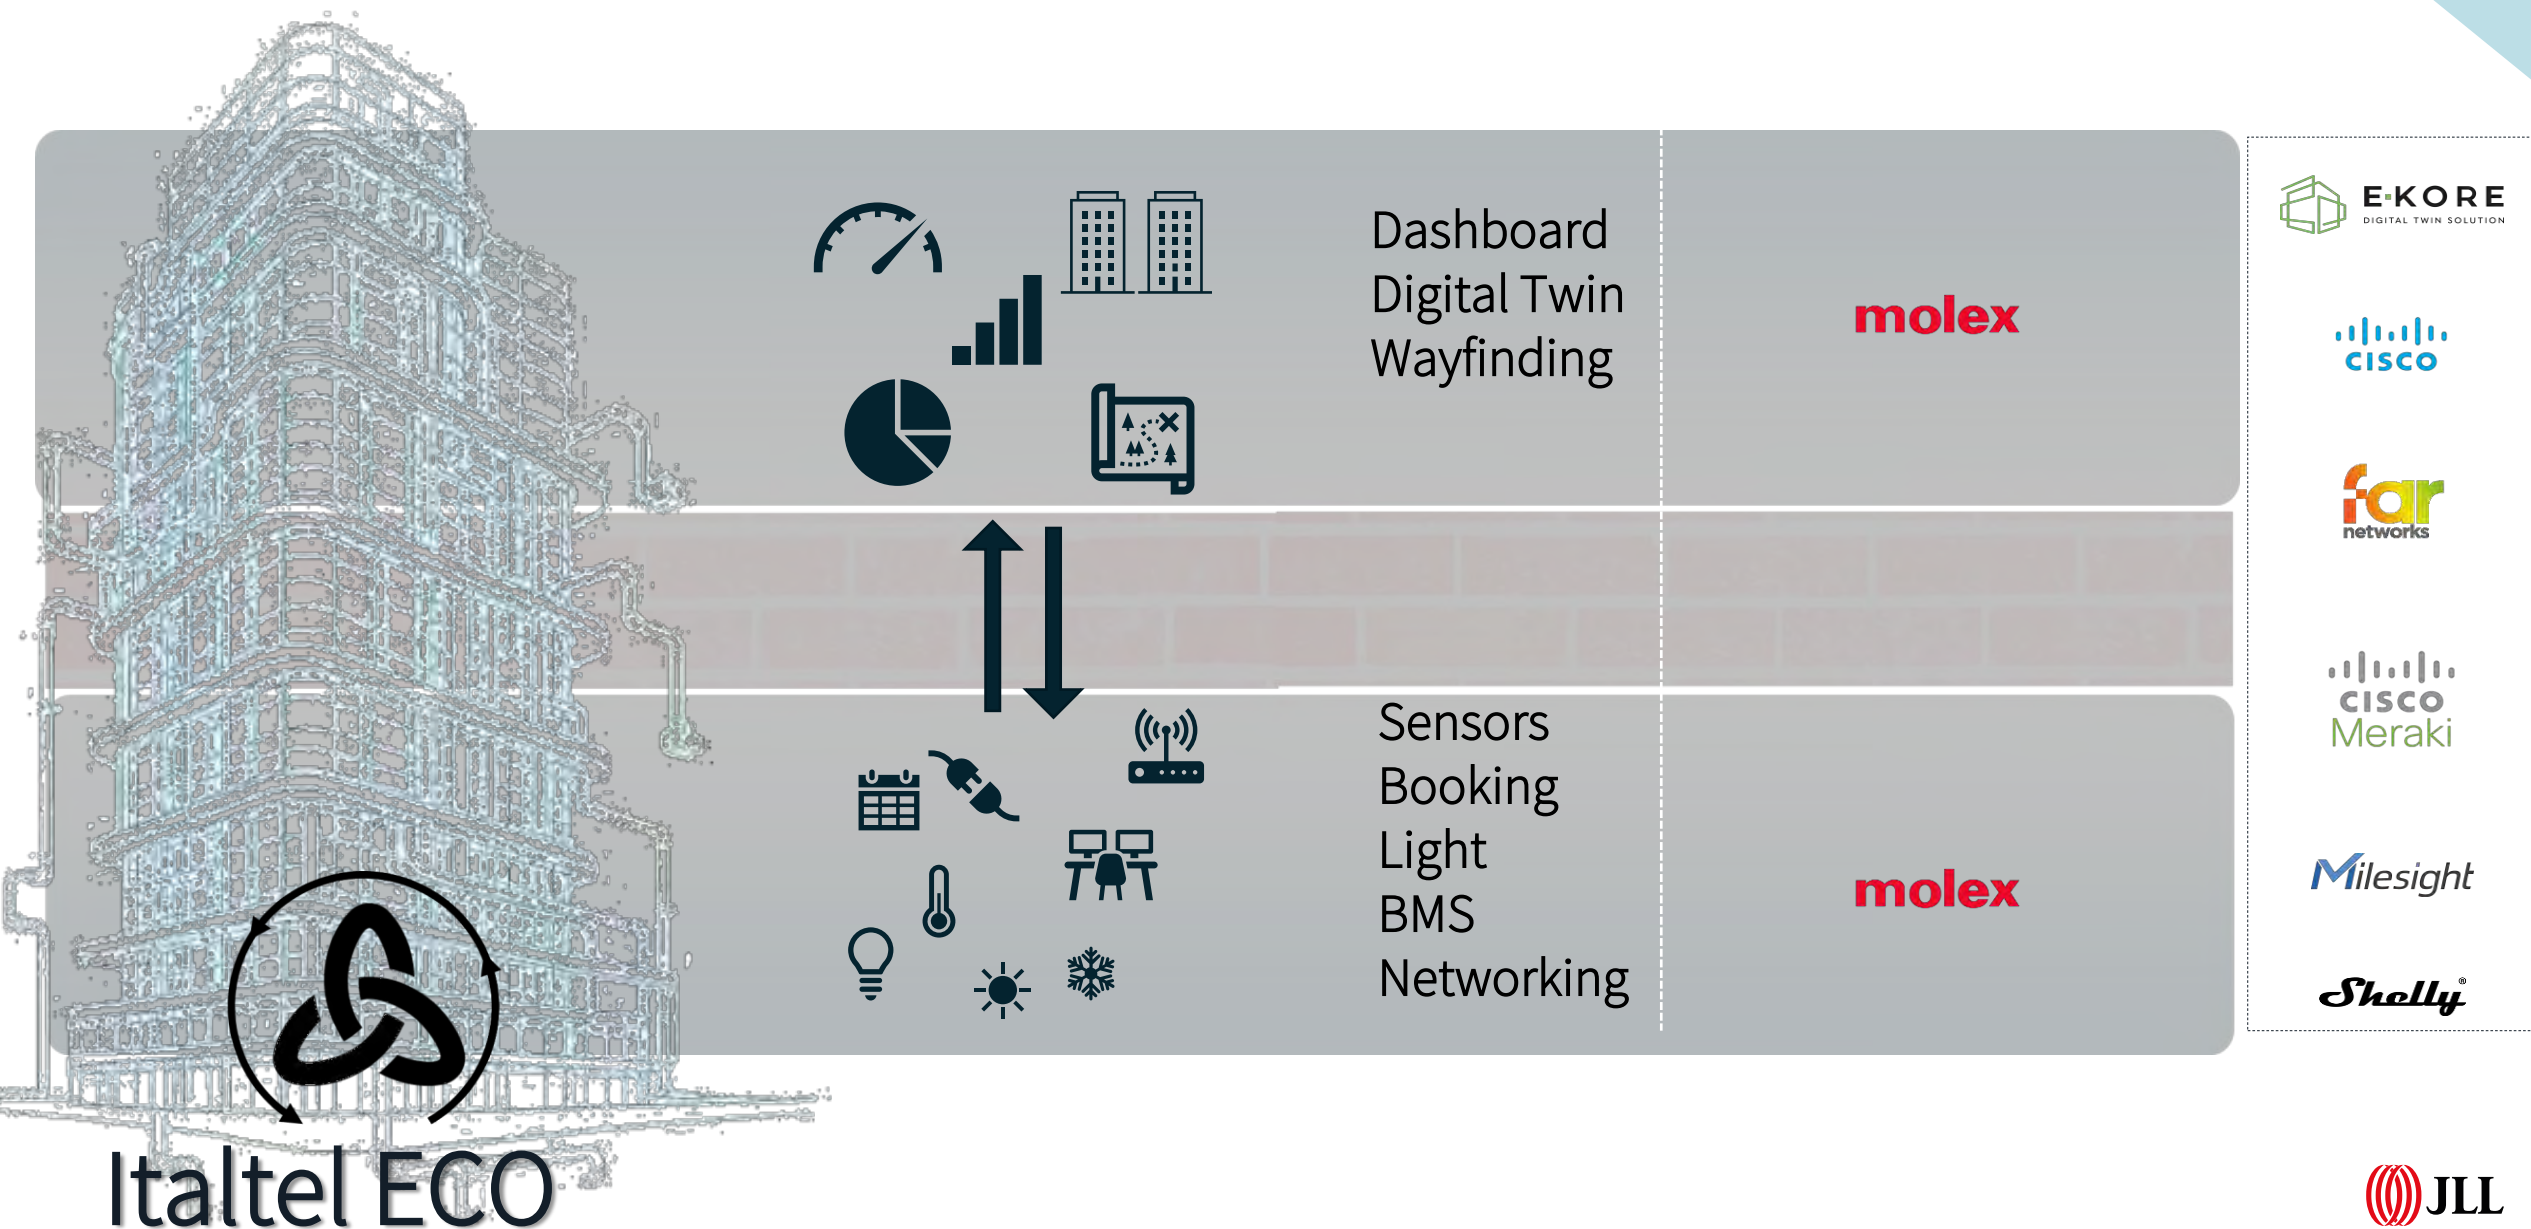 Dashboard
Digital Twin
Wayfinding
molex
Sensors
Booking
Light
BMS
Networking
molex
E·KORE
DIGITAL TWIN SOLUTION
CISCO
far
networks
CISCO
Meraki
Milesight
Shelly®
Italtel ECO
JLL